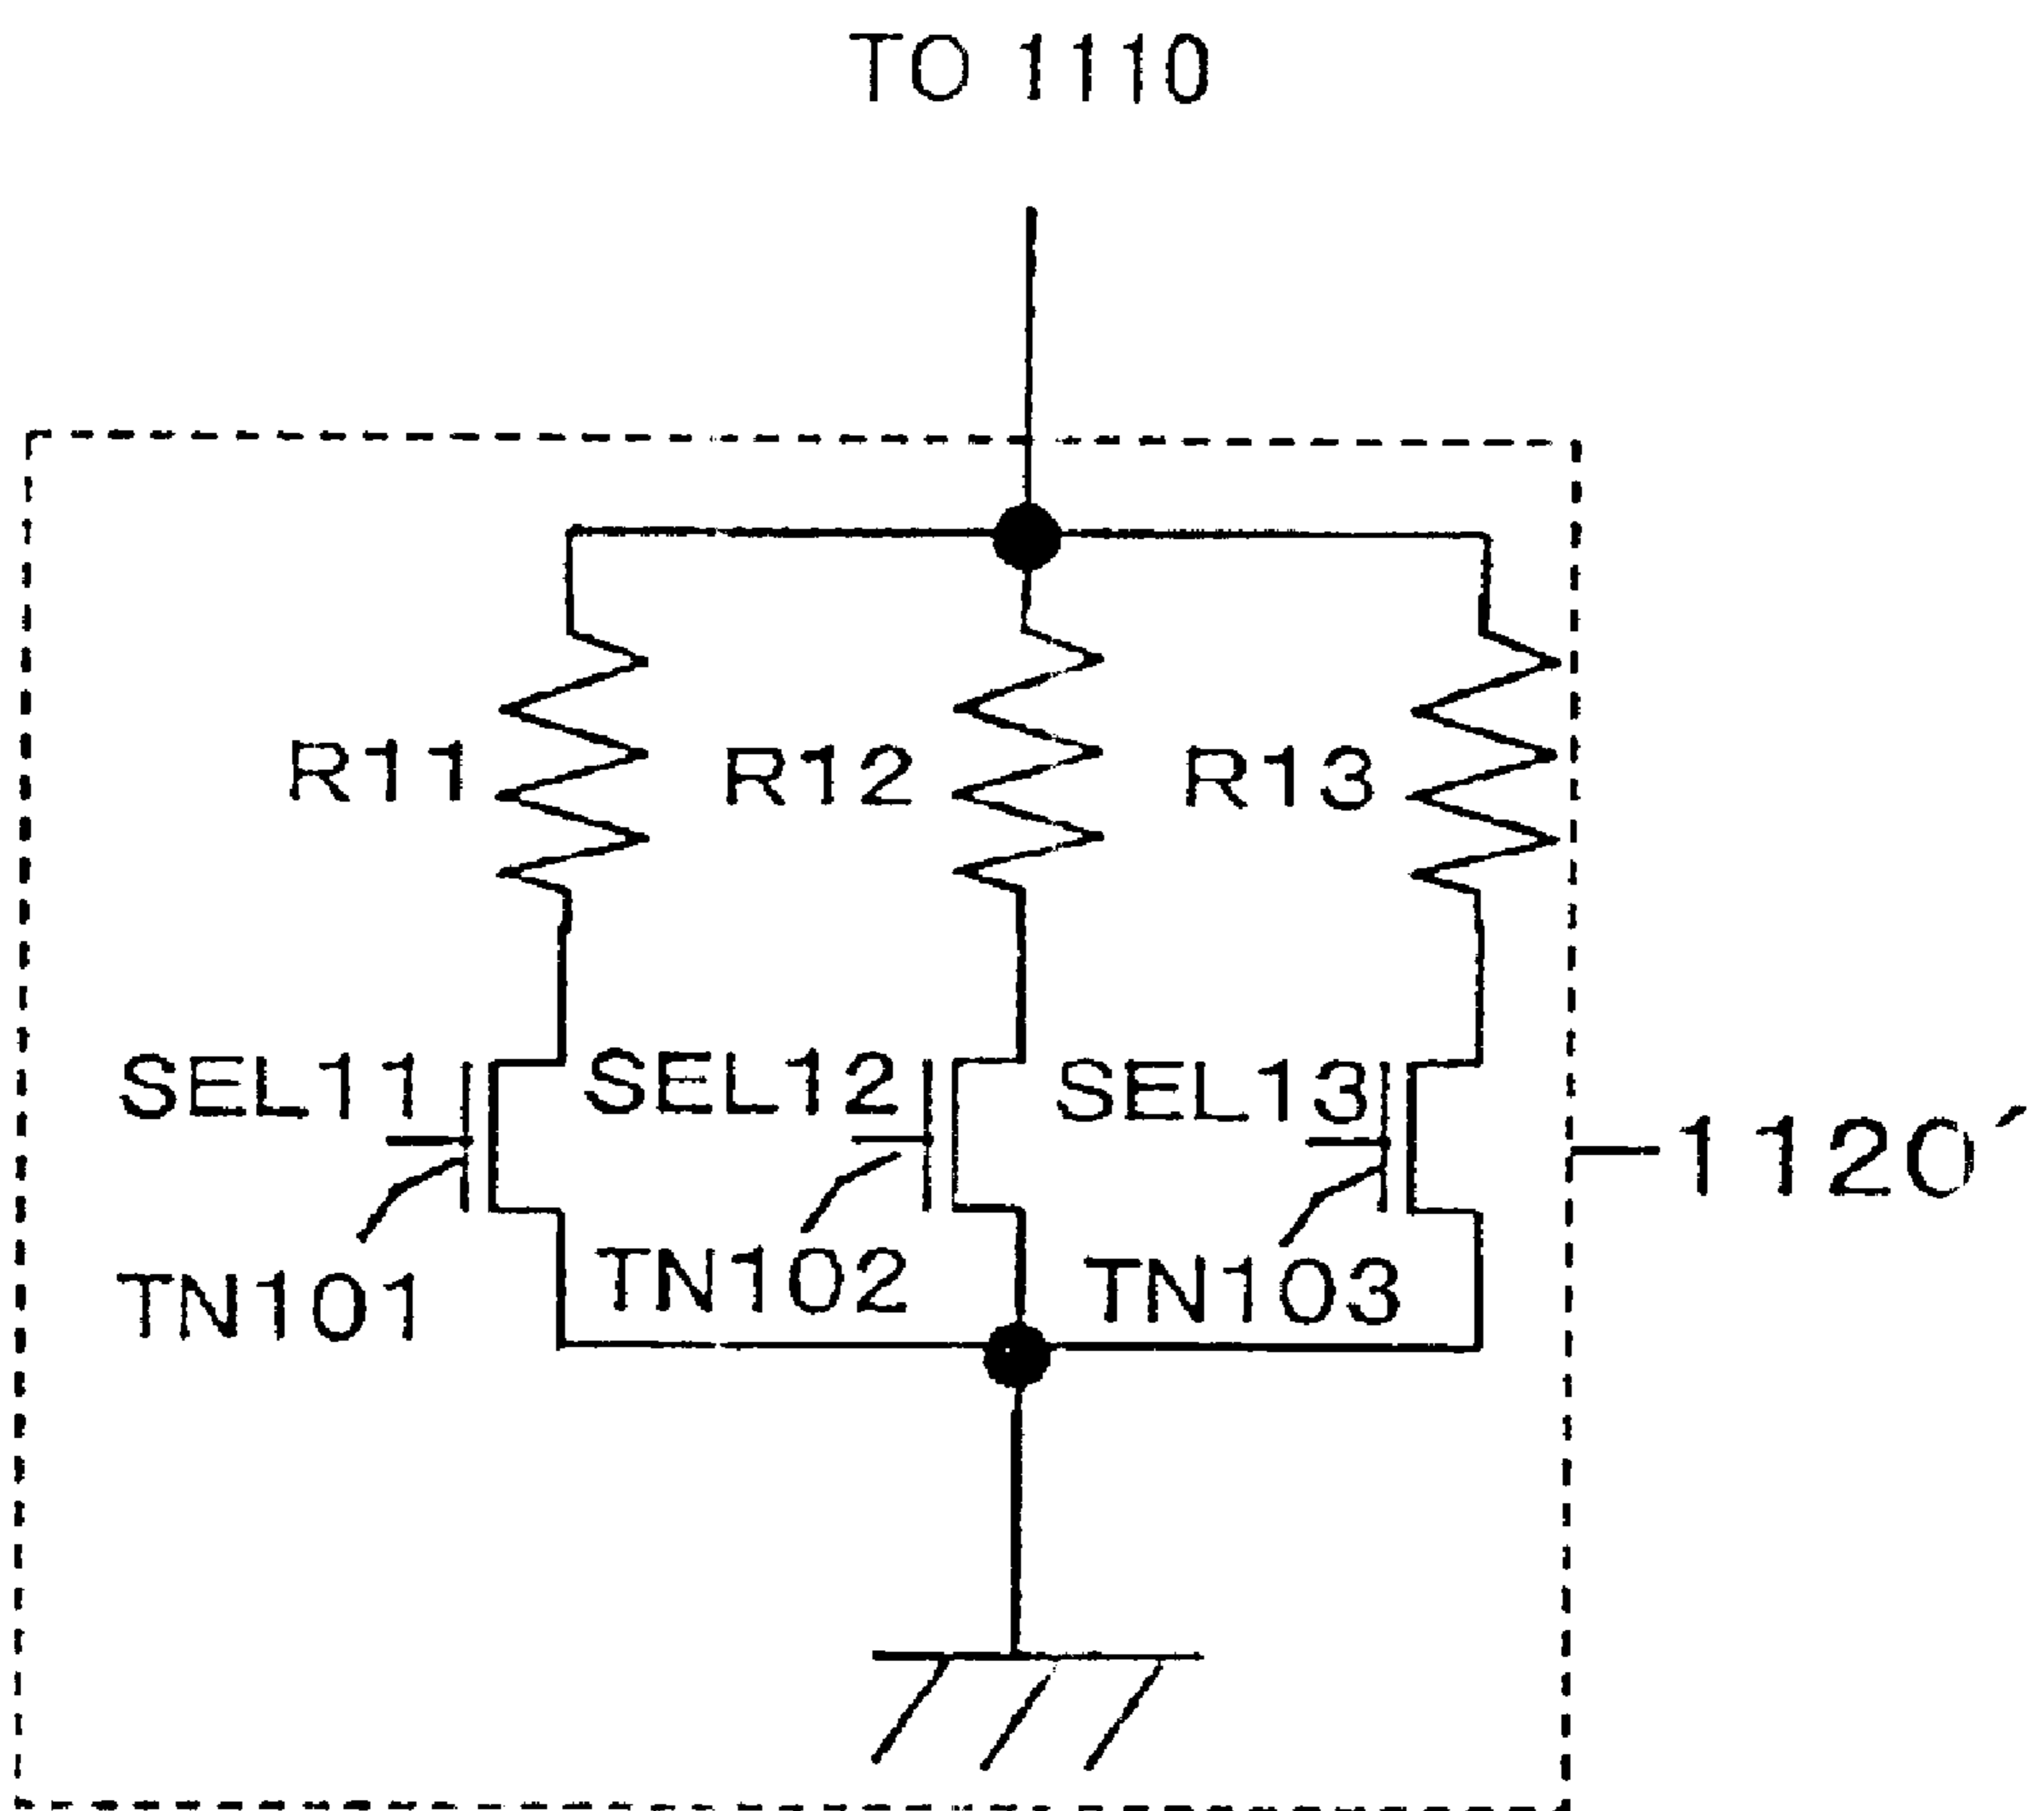 TO 1110
R11 R12 R13
SEL11 SEL12 SEL13
1120′
TN101 TN102 TN103